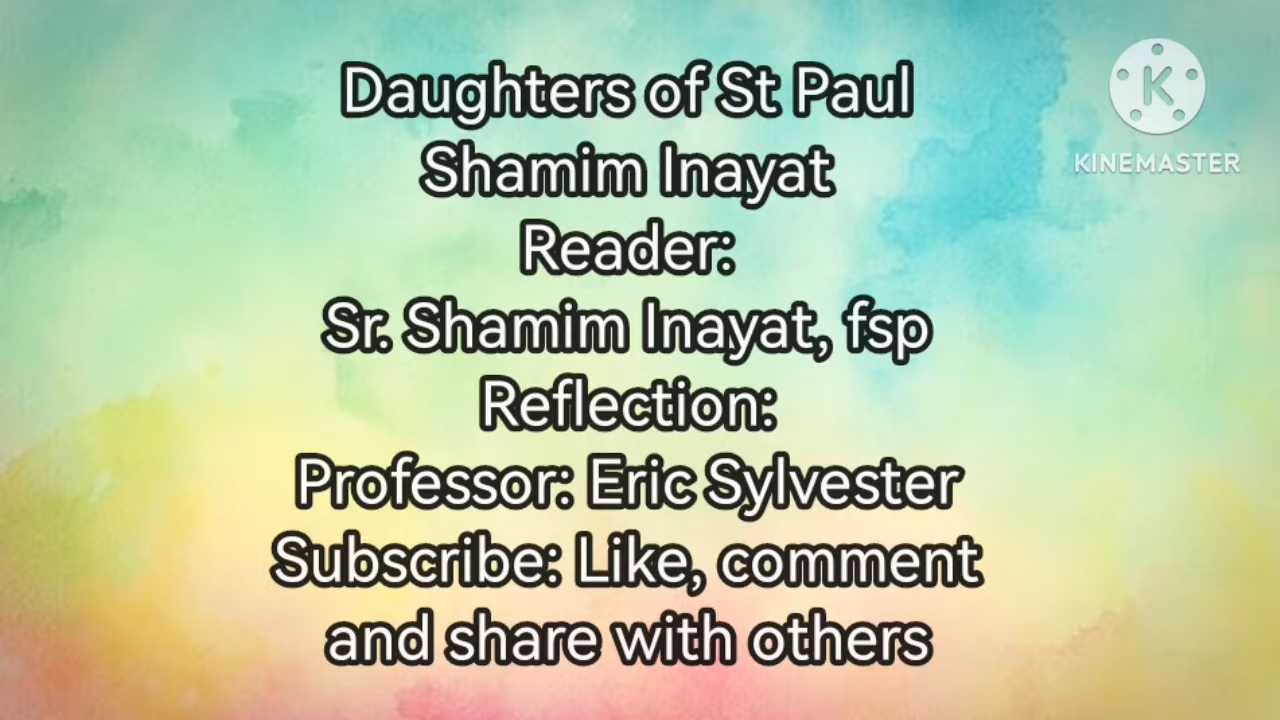 Daughters of St Paul
Shamim Inayat
Reader:
Sr. Shamim Inayat, fsp
Reflection:
Professor: Eric Sylvester
Subscribe: Like, comment
and share with others
K
KINEMASTER